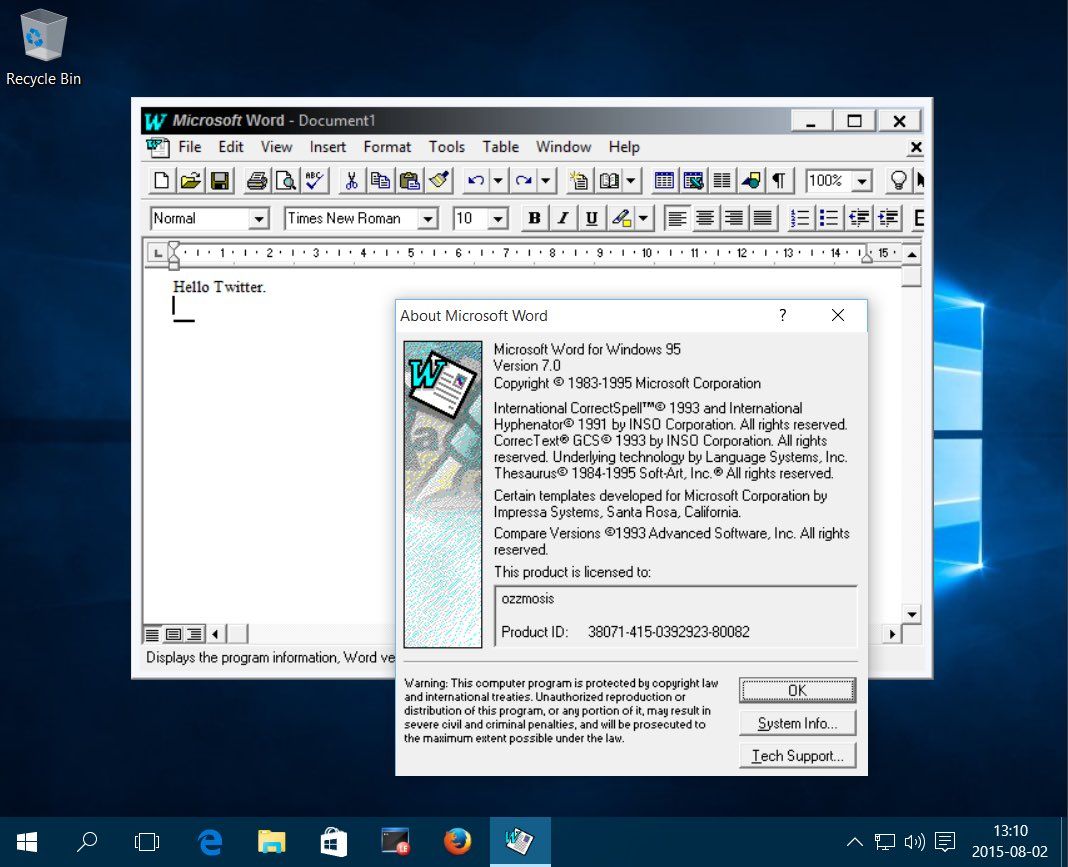 Recycle Bin
Microsoft Word - Document1
File Edit View Insert Format Tools Table Window Help
ABC
100%
Normal Times New Roman 10 B I U
1 2 3 4 5 6 7 8 9 10 11 12 13 14 15
Hello Twitter.
About Microsoft Word
Microsoft Word for Windows 95
Version 7.0
Copyright © 1983-1995 Microsoft Corporation
International CorrectSpell™© 1993 and International
Hyphenator© 1991 by INSO Corporation. All rights reserved.
CorrecText® GCS© 1993 by INSO Corporation. All rights
reserved. Underlying technology by Language Systems, Inc.
Thesaurus© 1984-1995 Soft-Art, Inc.® All rights reserved.
Certain templates developed for Microsoft Corporation by
Impressa Systems, Santa Rosa, California.
Compare Versions ©1993 Advanced Software, Inc. All rights
reserved.
This product is licensed to:
ozzmosis
Product ID: 38071-415-0392923-80082
Displays the program information, Word ve
Warning: This computer program is protected by copyright law
and international treaties. Unauthorized reproduction or
distribution of this program, or any portion of it, may result in
severe civil and criminal penalties, and will be prosecuted to
the maximum extent possible under the law.
OK
System Info...
Tech Support...
13:10
2015-08-02